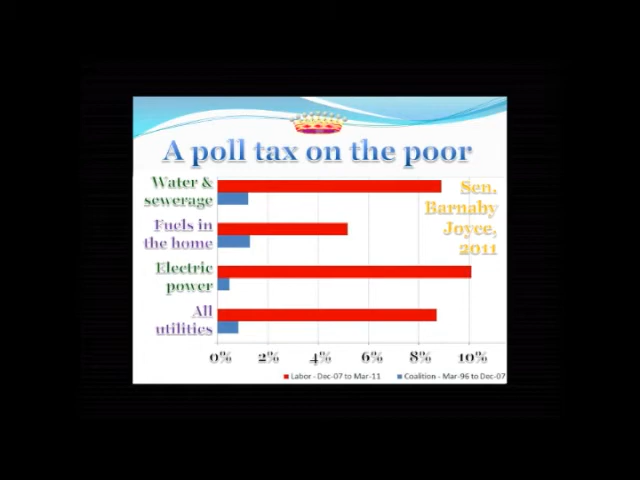 A poll tax on the poor
Water &
sewerage
Fuels in
the home
Electric
power
All
utilities
Sen.
Barnaby
Joyce,
2011
0% 2% 4% 6% 8% 10%
Labor - Dec-07 to Mar-11 Coalition - Mar-96 to Dec-07